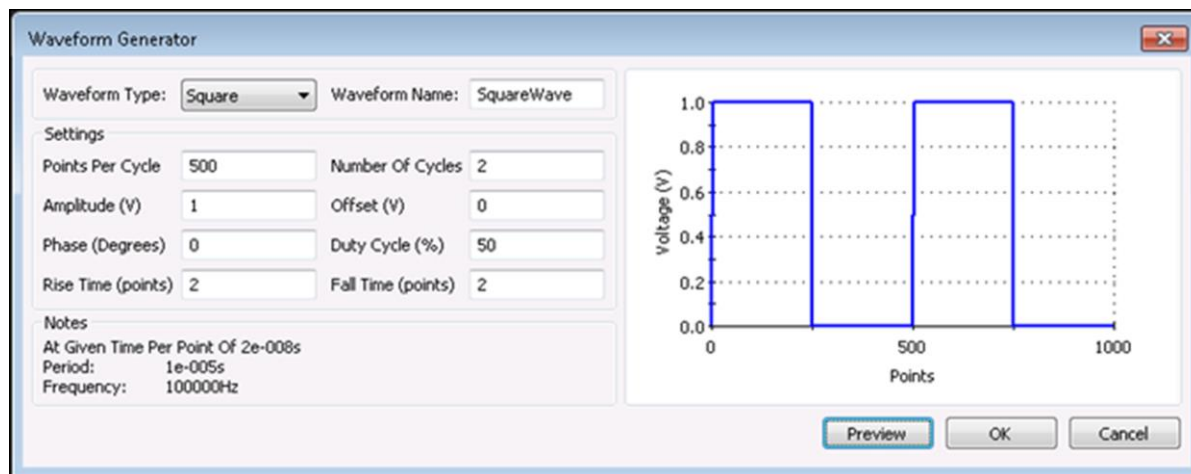 Waveform Generator
Waveform Type: Square Waveform Name: SquareWave
Settings
Points Per Cycle 500 Number Of Cycles 2
Amplitude (V) 1 Offset (V) 0
Phase (Degrees) 0 Duty Cycle (%) 50
Rise Time (points) 2 Fall Time (points) 2
Notes
At Given Time Per Point Of 2e-008s
Period: 1e-005s
Frequency: 100000Hz
1.0
0.8
0.6
0.4
0.2
0.0
Voltage (V)
0 500 1000
Points
Preview OK Cancel